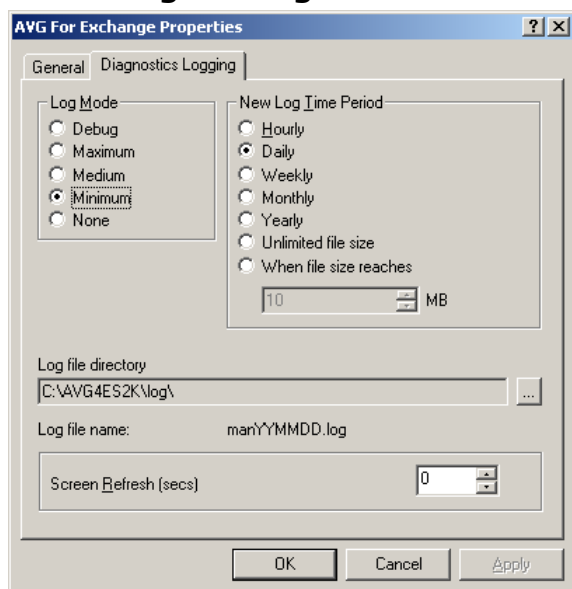 AVG For Exchange Properties
General
Diagnostics Logging
Log Mode
Debug
Maximum
Medium
Minimum
None
New Log Time Period
Hourly
Daily
Weekly
Monthly
Yearly
Unlimited file size
When file size reaches
10 MB
Log file directory
C:\AVG4ES2K\log\
...
Log file name: manYYMMDD.log
Screen Refresh (secs) 0
OK Cancel Apply